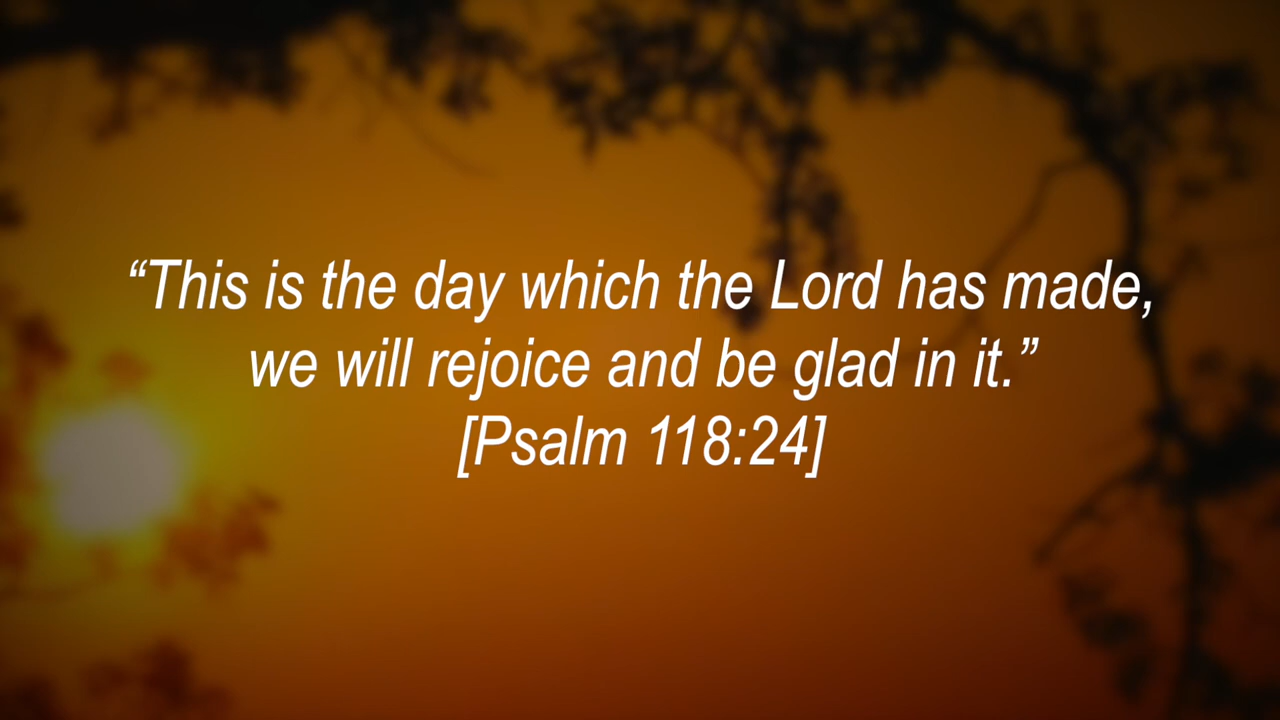 “This is the day which the Lord has made,
we will rejoice and be glad in it.”
[Psalm 118:24]